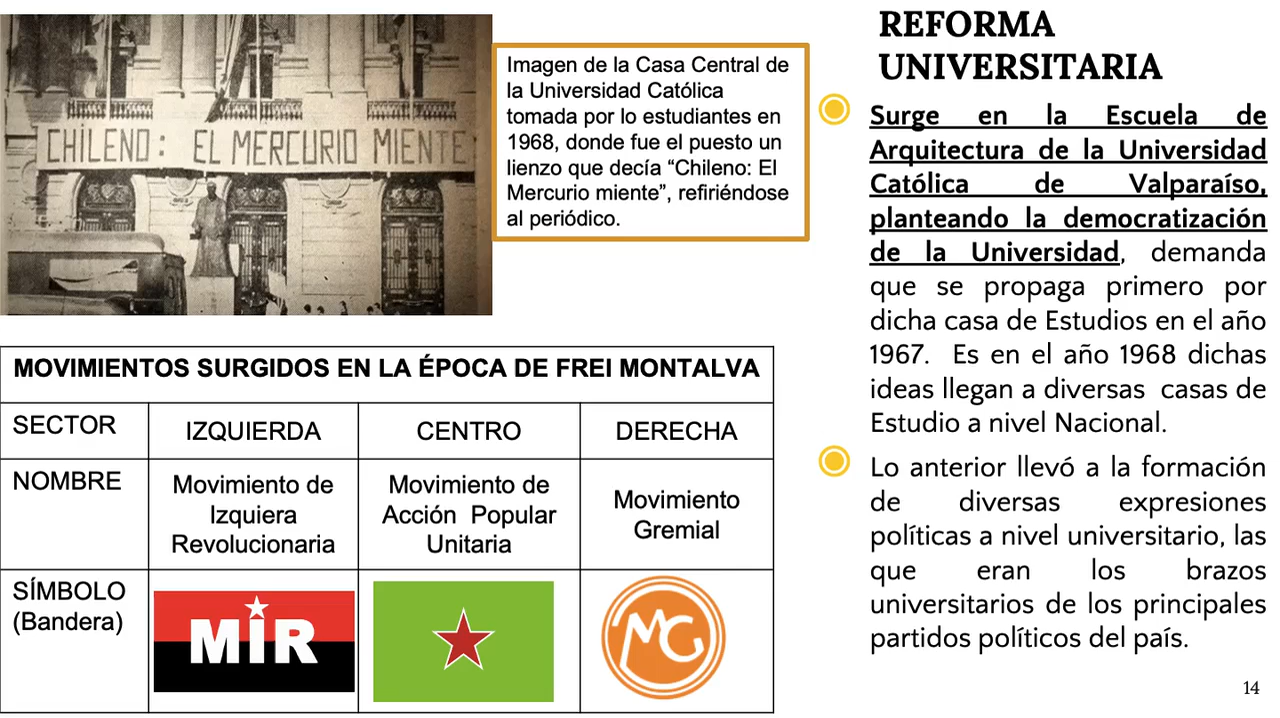 CHILENO: EL MERCURIO MIENTE
Imagen de la Casa Central de
la Universidad Católica
tomada por lo estudiantes en
1968, donde fue el puesto un
lienzo que decía “Chileno: El
Mercurio miente”, refiriéndose
al periódico.
MOVIMIENTOS SURGIDOS EN LA ÉPOCA DE FREI MONTALVA
SECTOR
IZQUIERDA
CENTRO
DERECHA
NOMBRE
Movimiento de
Izquiera
Revolucionaria
Movimiento de
Acción Popular
Unitaria
Movimiento
Gremial
SÍMBOLO
(Bandera)
MIR
MG
REFORMA
UNIVERSITARIA
Surge en la Escuela de
Arquitectura de la Universidad
Católica de Valparaíso,
planteando la democratización
de la Universidad, demanda
que se propaga primero por
dicha casa de Estudios en el año
1967. Es en el año 1968 dichas
ideas llegan a diversas casas de
Estudio a nivel Nacional.
Lo anterior llevó a la formación
de diversas expresiones
políticas a nivel universitario, las
que eran los brazos
universitarios de los principales
partidos políticos del país.
14